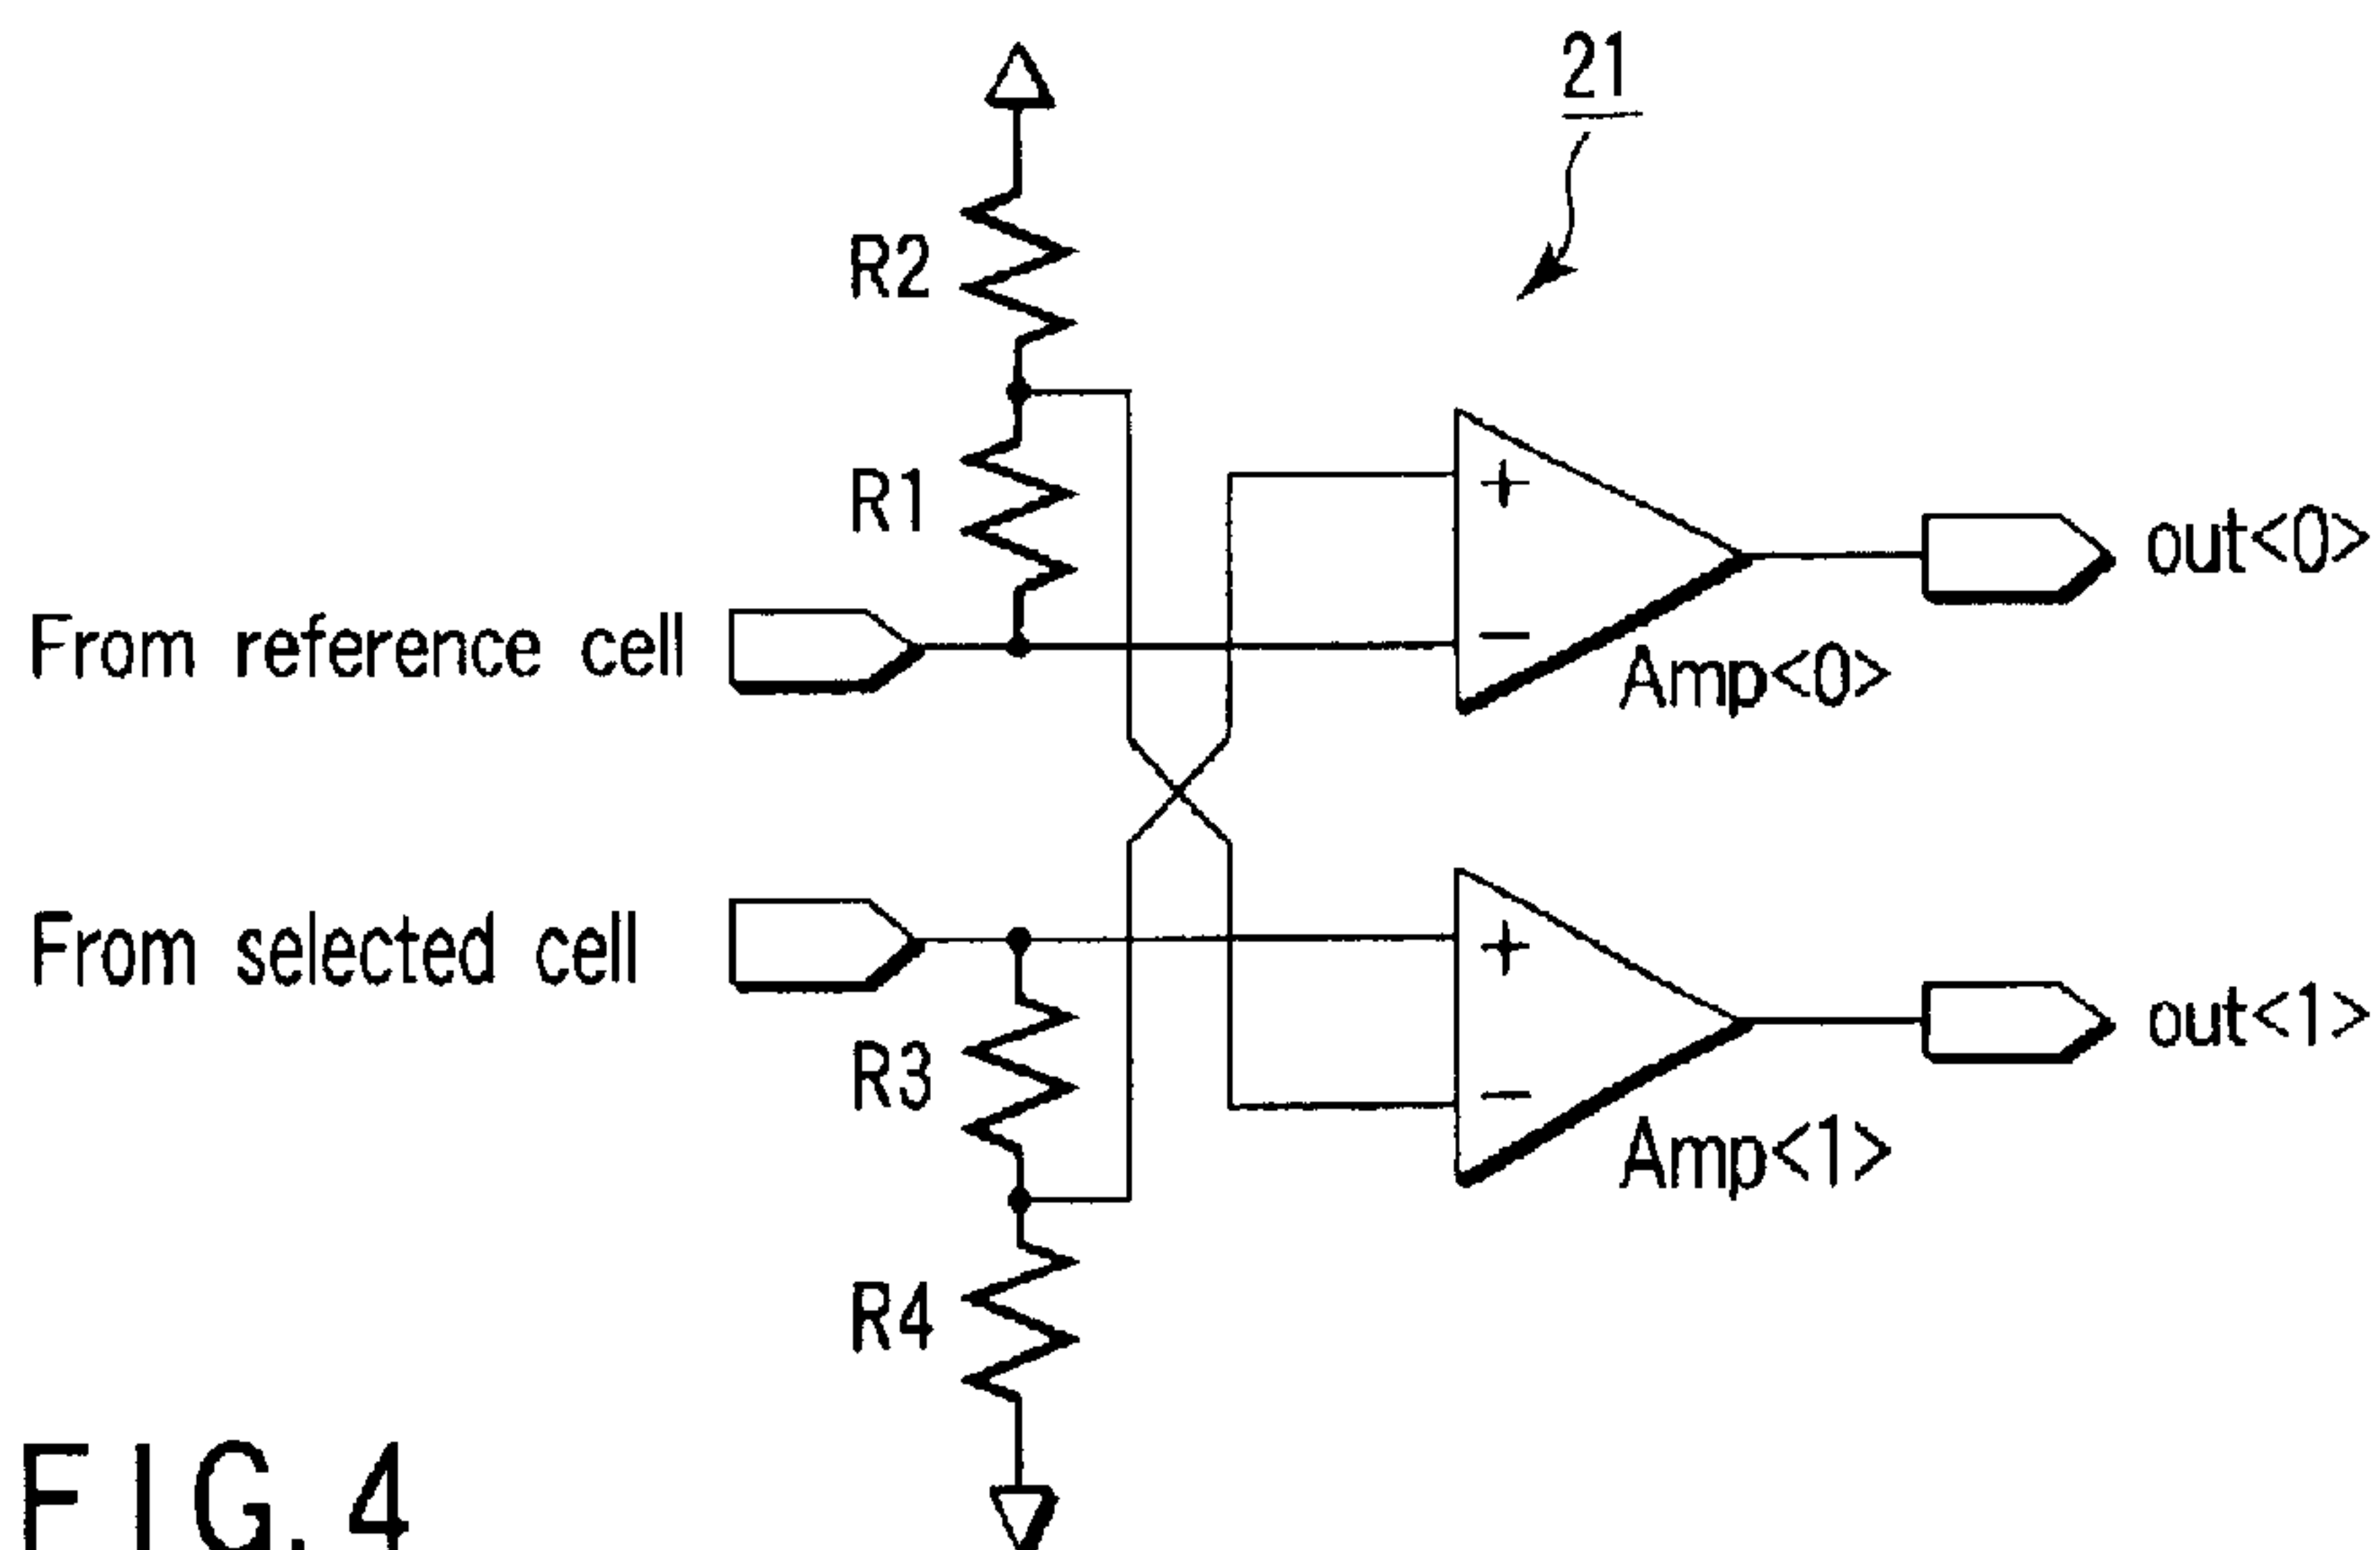 21
R2
R1
+
−
out<0>
From reference cell
Amp<0>
From selected cell
+
−
out<1>
R3
Amp<1>
R4
FIG.4